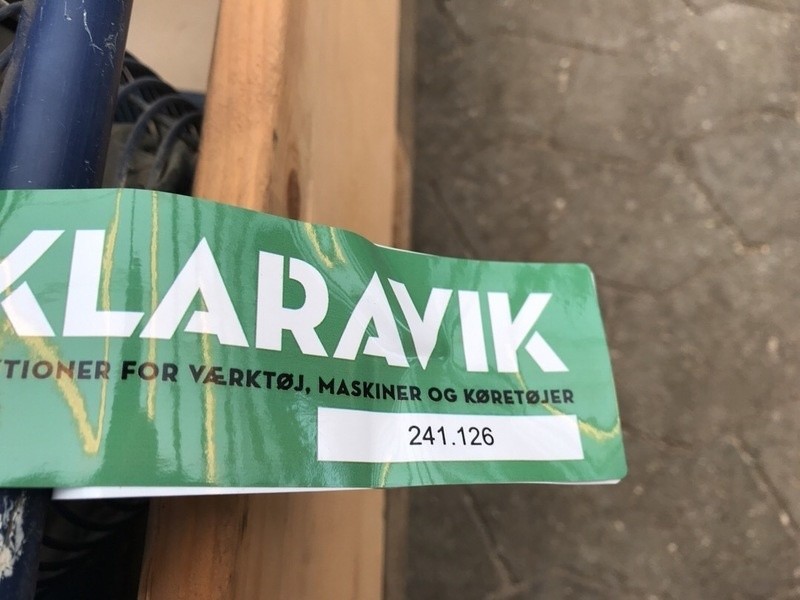 KLARAVIK
TIONER FOR VÆRKTØJ, MASKINER OG KØRETØJER
241.126